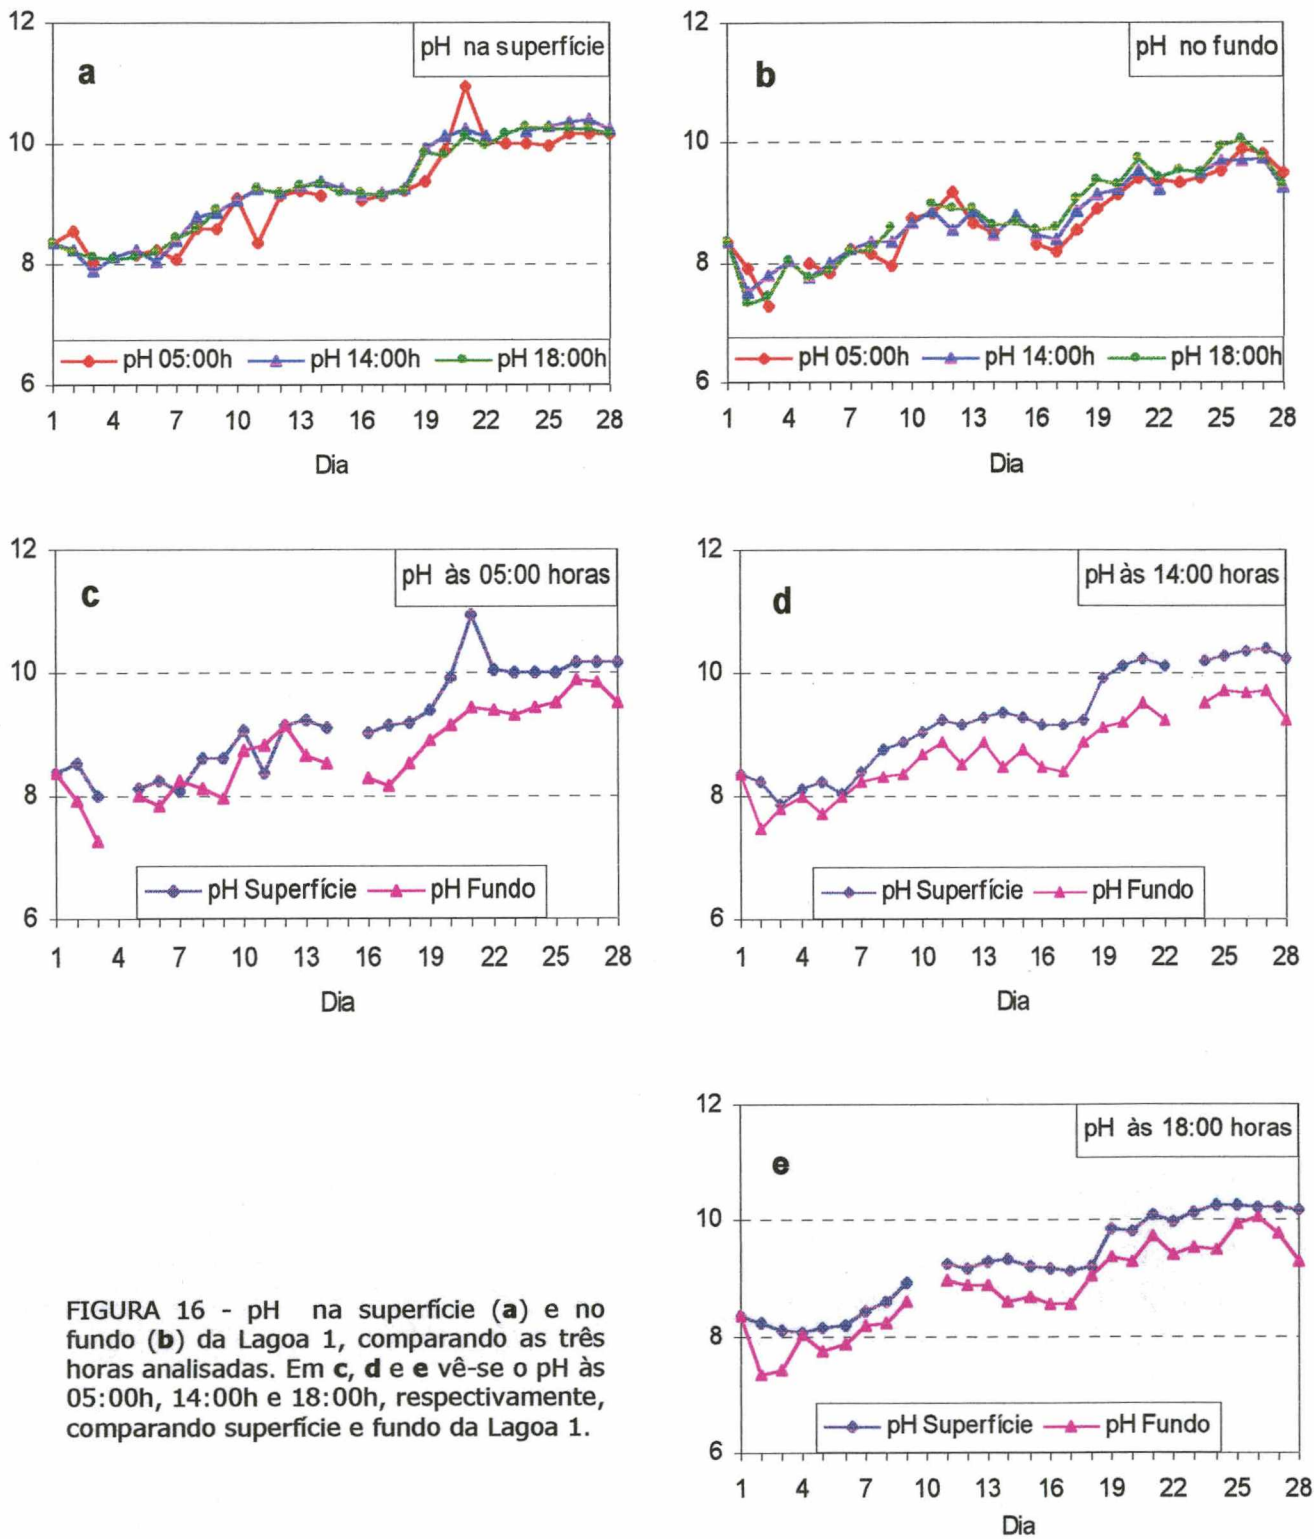 12
10
8
6
a
pH na superfície
pH 05:00h pH 14:00h pH 18:00h
1 4 7 10 13 16 19 22 25 28
Dia
12
10
8
6
b
pH no fundo
pH 05:00h pH 14:00h pH 18:00h
1 4 7 10 13 16 19 22 25 28
Dia
12
10
8
6
c
pH às 05:00 horas
pH Superfície pH Fundo
1 4 7 10 13 16 19 22 25 28
Dia
12
10
8
6
d
pH às 14:00 horas
pH Superfície pH Fundo
1 4 7 10 13 16 19 22 25 28
Dia
12
10
8
6
e
pH às 18:00 horas
pH Superfície pH Fundo
1 4 7 10 13 16 19 22 25 28
Dia
FIGURA 16 - pH na superfície (a) e no
fundo (b) da Lagoa 1, comparando as três
horas analisadas. Em c, d e e vê-se o pH às
05:00h, 14:00h e 18:00h, respectivamente,
comparando superfície e fundo da Lagoa 1.